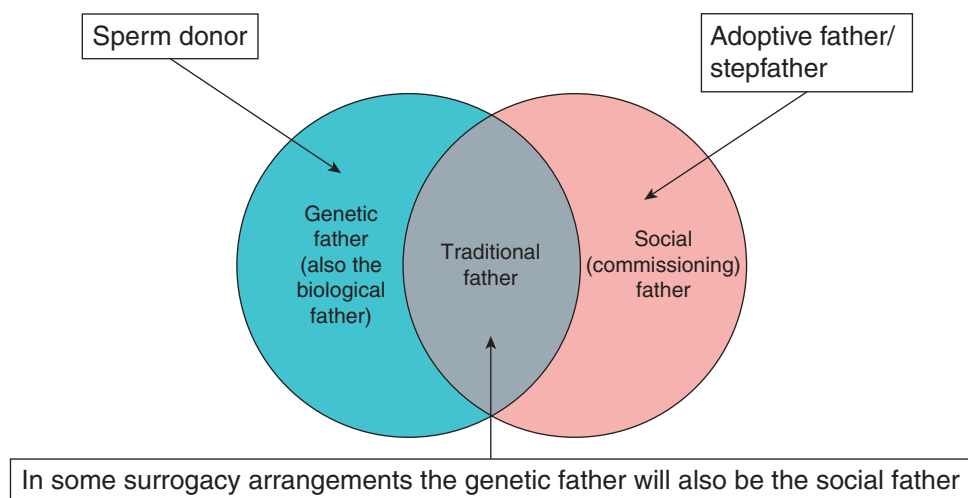 Sperm donor
Adoptive father/
stepfather
Genetic
father
(also the
biological
father)
Traditional
father
Social
(commissioning)
father
In some surrogacy arrangements the genetic father will also be the social father